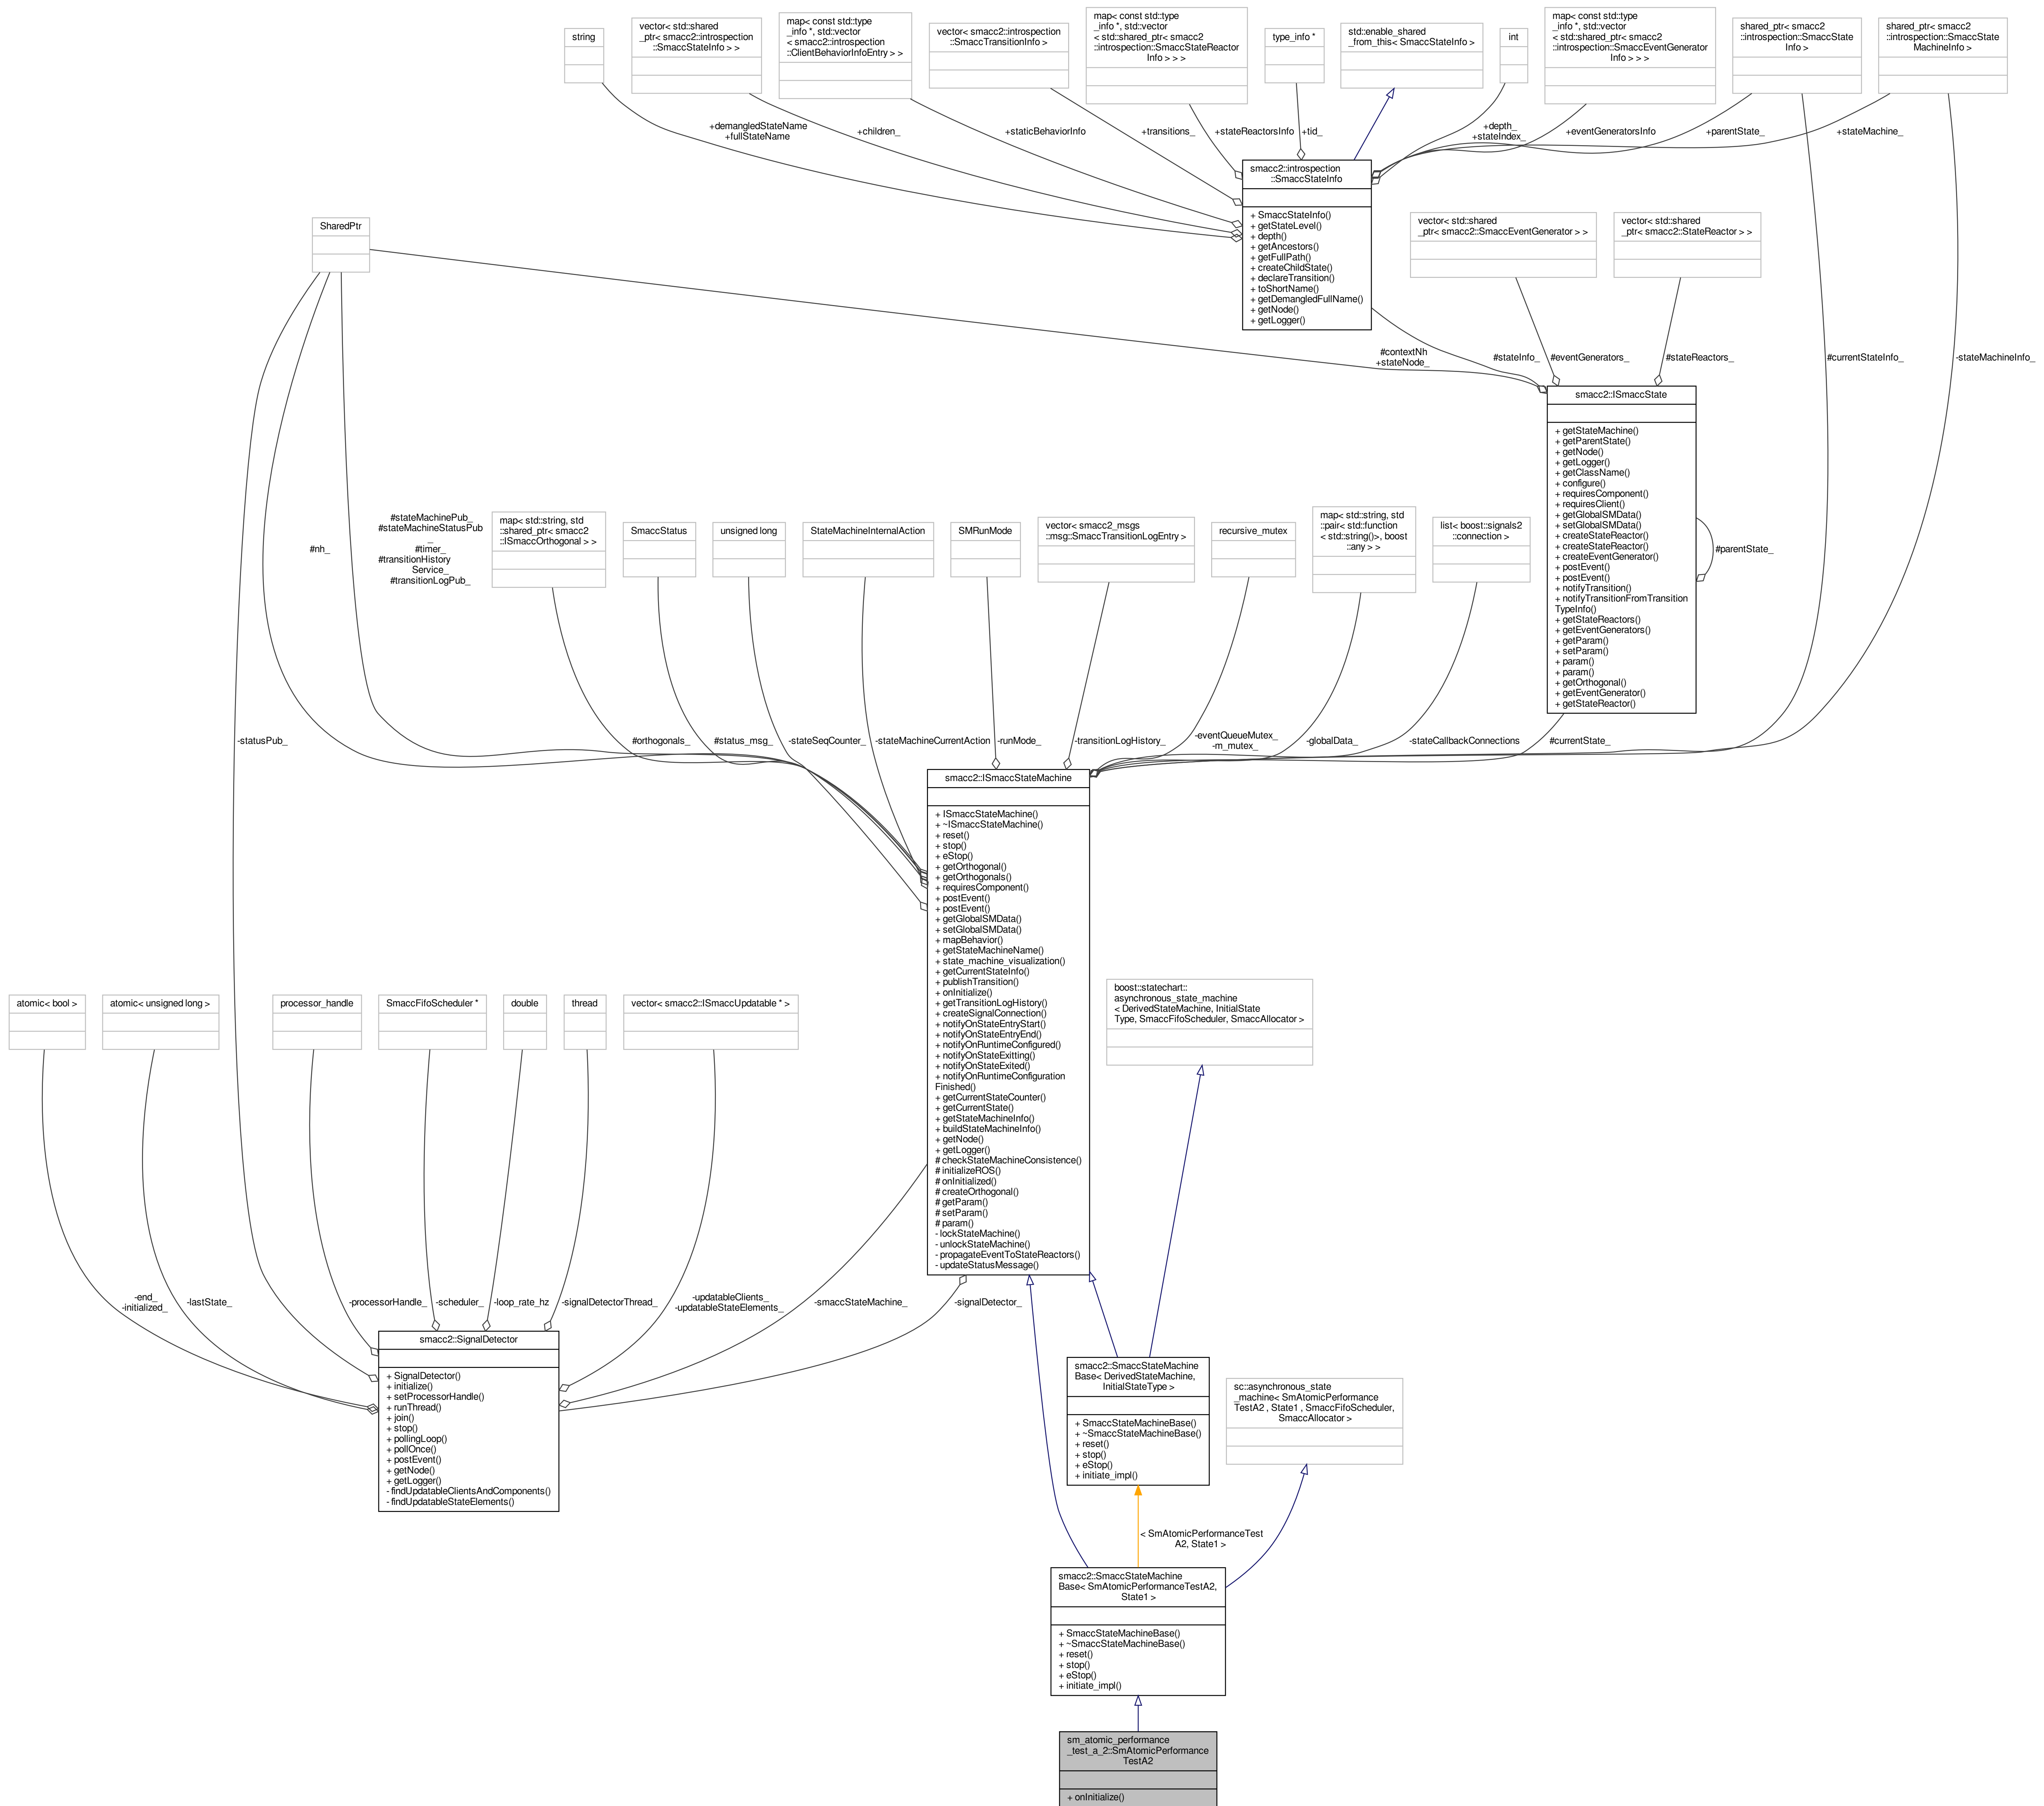 string
vector< std::shared
_ptr< smacc2::introspection
::SmaccStateInfo > >
map< const std::type
_info *, std::vector
< smacc2::introspection
::ClientBehaviorInfoEntry > >
vector< smacc2::introspection
::SmaccTransitionInfo >
map< const std::type
_info *, std::vector
< std::shared_ptr< smacc2
::introspection::SmaccStateReactor
Info > > >
type_info *
std::enable_shared
_from_this< SmaccStateInfo >
int
map< const std::type
_info *, std::vector
< std::shared_ptr< smacc2
::introspection::SmaccEventGenerator
Info > > >
shared_ptr< smacc2
::introspection::SmaccState
Info >
shared_ptr< smacc2
::introspection::SmaccState
MachineInfo >
+demangledStateName
+fullStateName
+children_
+staticBehaviorInfo
+transitions_
+stateReactorsInfo
+tid_
+depth_
+stateIndex_
+eventGeneratorsInfo
+parentState_
+stateMachine_
smacc2::introspection
::SmaccStateInfo
+ SmaccStateInfo()
+ getStateLevel()
+ depth()
+ getAncestors()
+ getFullPath()
+ createChildState()
+ declareTransition()
+ toShortName()
+ getDemangledFullName()
+ getNode()
+ getLogger()
SharedPtr
vector< std::shared
_ptr< smacc2::SmaccEventGenerator > >
vector< std::shared
_ptr< smacc2::StateReactor > >
#contextNh
+stateNode_
#stateInfo_
#eventGenerators_
#stateReactors_
#currentStateInfo_
-stateMachineInfo_
smacc2::ISmaccState
+ getStateMachine()
+ getParentState()
+ getNode()
+ getLogger()
+ getClassName()
+ configure()
+ requiresComponent()
+ requiresClient()
+ getGlobalSMData()
+ setGlobalSMData()
+ createStateReactor()
+ createStateReactor()
+ createEventGenerator()
+ postEvent()
+ postEvent()
+ notifyTransition()
+ notifyTransitionFromTransition
TypeInfo()
+ getStateReactors()
+ getEventGenerators()
+ getParam()
+ setParam()
+ param()
+ param()
+ getOrthogonal()
+ getEventGenerator()
+ getStateReactor()
#parentState_
#nh_
#stateMachinePub_
#stateMachineStatusPub
_
#timer_
#transitionHistory
Service_
#transitionLogPub_
map< std::string, std
::shared_ptr< smacc2
::ISmaccOrthogonal > >
SmaccStatus
unsigned long
StateMachineInternalAction
SMRunMode
vector< smacc2_msgs
::msg::SmaccTransitionLogEntry >
recursive_mutex
map< std::string, std
::pair< std::function
< std::string()>, boost
::any > >
list< boost::signals2
::connection >
-statusPub_
#orthogonals_
#status_msg_
-stateSeqCounter_
-stateMachineCurrentAction
-runMode_
-transitionLogHistory_
-eventQueueMutex_
-m_mutex_
-globalData_
-stateCallbackConnections
#currentState_
smacc2::ISmaccStateMachine
+ ISmaccStateMachine()
+ ~ISmaccStateMachine()
+ reset()
+ stop()
+ eStop()
+ getOrthogonal()
+ getOrthogonals()
+ requiresComponent()
+ postEvent()
+ postEvent()
+ getGlobalSMData()
+ setGlobalSMData()
+ mapBehavior()
+ getStateMachineName()
+ state_machine_visualization()
+ getCurrentStateInfo()
+ publishTransition()
+ onInitialize()
+ getTransitionLogHistory()
+ createSignalConnection()
+ notifyOnStateEntryStart()
+ notifyOnStateEntryEnd()
+ notifyOnRuntimeConfigured()
+ notifyOnStateExitting()
+ notifyOnStateExited()
+ notifyOnRuntimeConfiguration
Finished()
+ getCurrentStateCounter()
+ getCurrentState()
+ getStateMachineInfo()
+ buildStateMachineInfo()
+ getNode()
+ getLogger()
# checkStateMachineConsistence()
# initializeROS()
# onInitialized()
# createOrthogonal()
# getParam()
# setParam()
# param()
- lockStateMachine()
- unlockStateMachine()
- propagateEventToStateReactors()
- updateStatusMessage()
atomic< bool >
atomic< unsigned long >
processor_handle
SmaccFifoScheduler *
double
thread
vector< smacc2::ISmaccUpdatable * >
boost::statechart::
asynchronous_state_machine
< DerivedStateMachine, InitialState
Type, SmaccFifoScheduler, SmaccAllocator >
-end_
-initialized_
-lastState_
-processorHandle_
-scheduler_
-loop_rate_hz
-signalDetectorThread_
-updatableClients_
-updatableStateElements_
-smaccStateMachine_
-signalDetector_
smacc2::SignalDetector
+ SignalDetector()
+ initialize()
+ setProcessorHandle()
+ runThread()
+ join()
+ stop()
+ pollingLoop()
+ pollOnce()
+ postEvent()
+ getNode()
+ getLogger()
- findUpdatableClientsAndComponents()
- findUpdatableStateElements()
smacc2::SmaccStateMachine
Base< DerivedStateMachine,
InitialStateType >
+ SmaccStateMachineBase()
+ ~SmaccStateMachineBase()
+ reset()
+ stop()
+ eStop()
+ initiate_impl()
sc::asynchronous_state
_machine< SmAtomicPerformance
TestA2 , State1 , SmaccFifoScheduler,
SmaccAllocator >
< SmAtomicPerformanceTest
A2, State1 >
smacc2::SmaccStateMachine
Base< SmAtomicPerformanceTestA2,
State1 >
+ SmaccStateMachineBase()
+ ~SmaccStateMachineBase()
+ reset()
+ stop()
+ eStop()
+ initiate_impl()
sm_atomic_performance
_test_a_2::SmAtomicPerformance
TestA2
+ onInitialize()